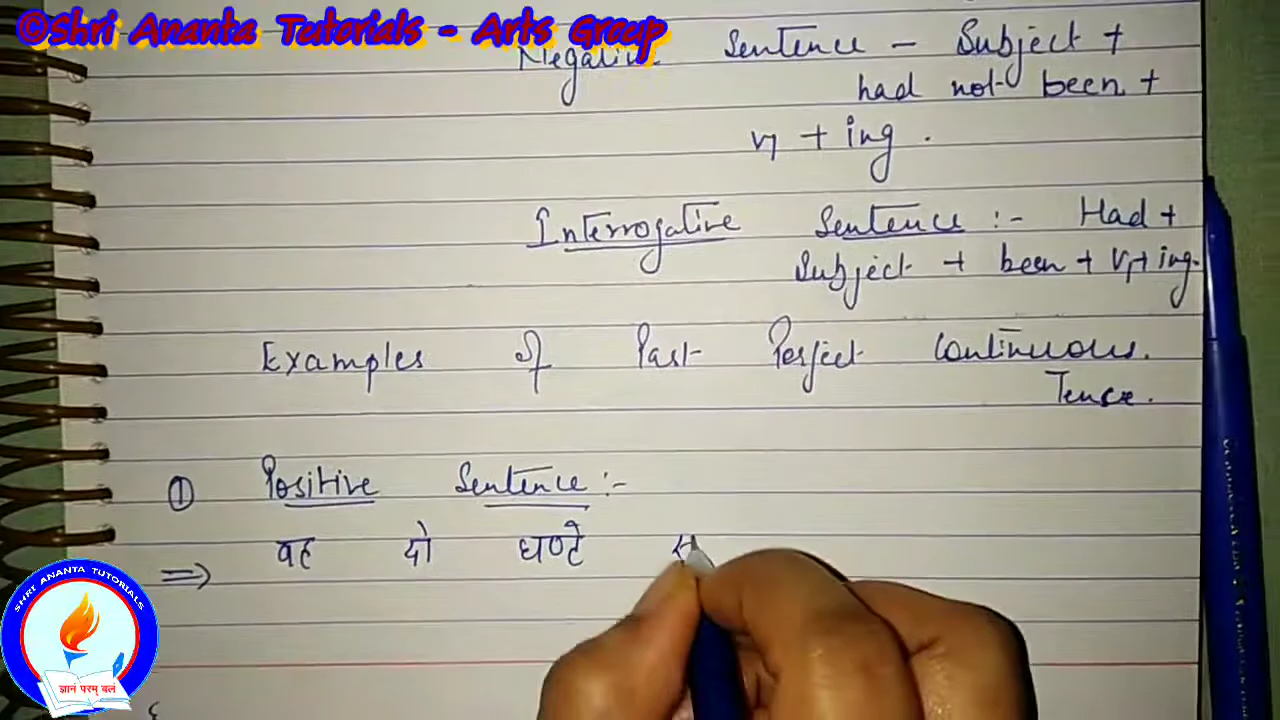 ©Shri Ananta Tutorials - Arts Group
Negative Sentence - Subject +
had not been +
V1 + ing.
Interrogative Sentence :- Had +
Subject + been + V1 + ing.
Examples of Past Perfect Continuous.
Tense.
① Positive Sentence :-
⇒ वह दो घण्टे
SHRI ANANTA TUTORIALS
ज्ञानं परम् बलं